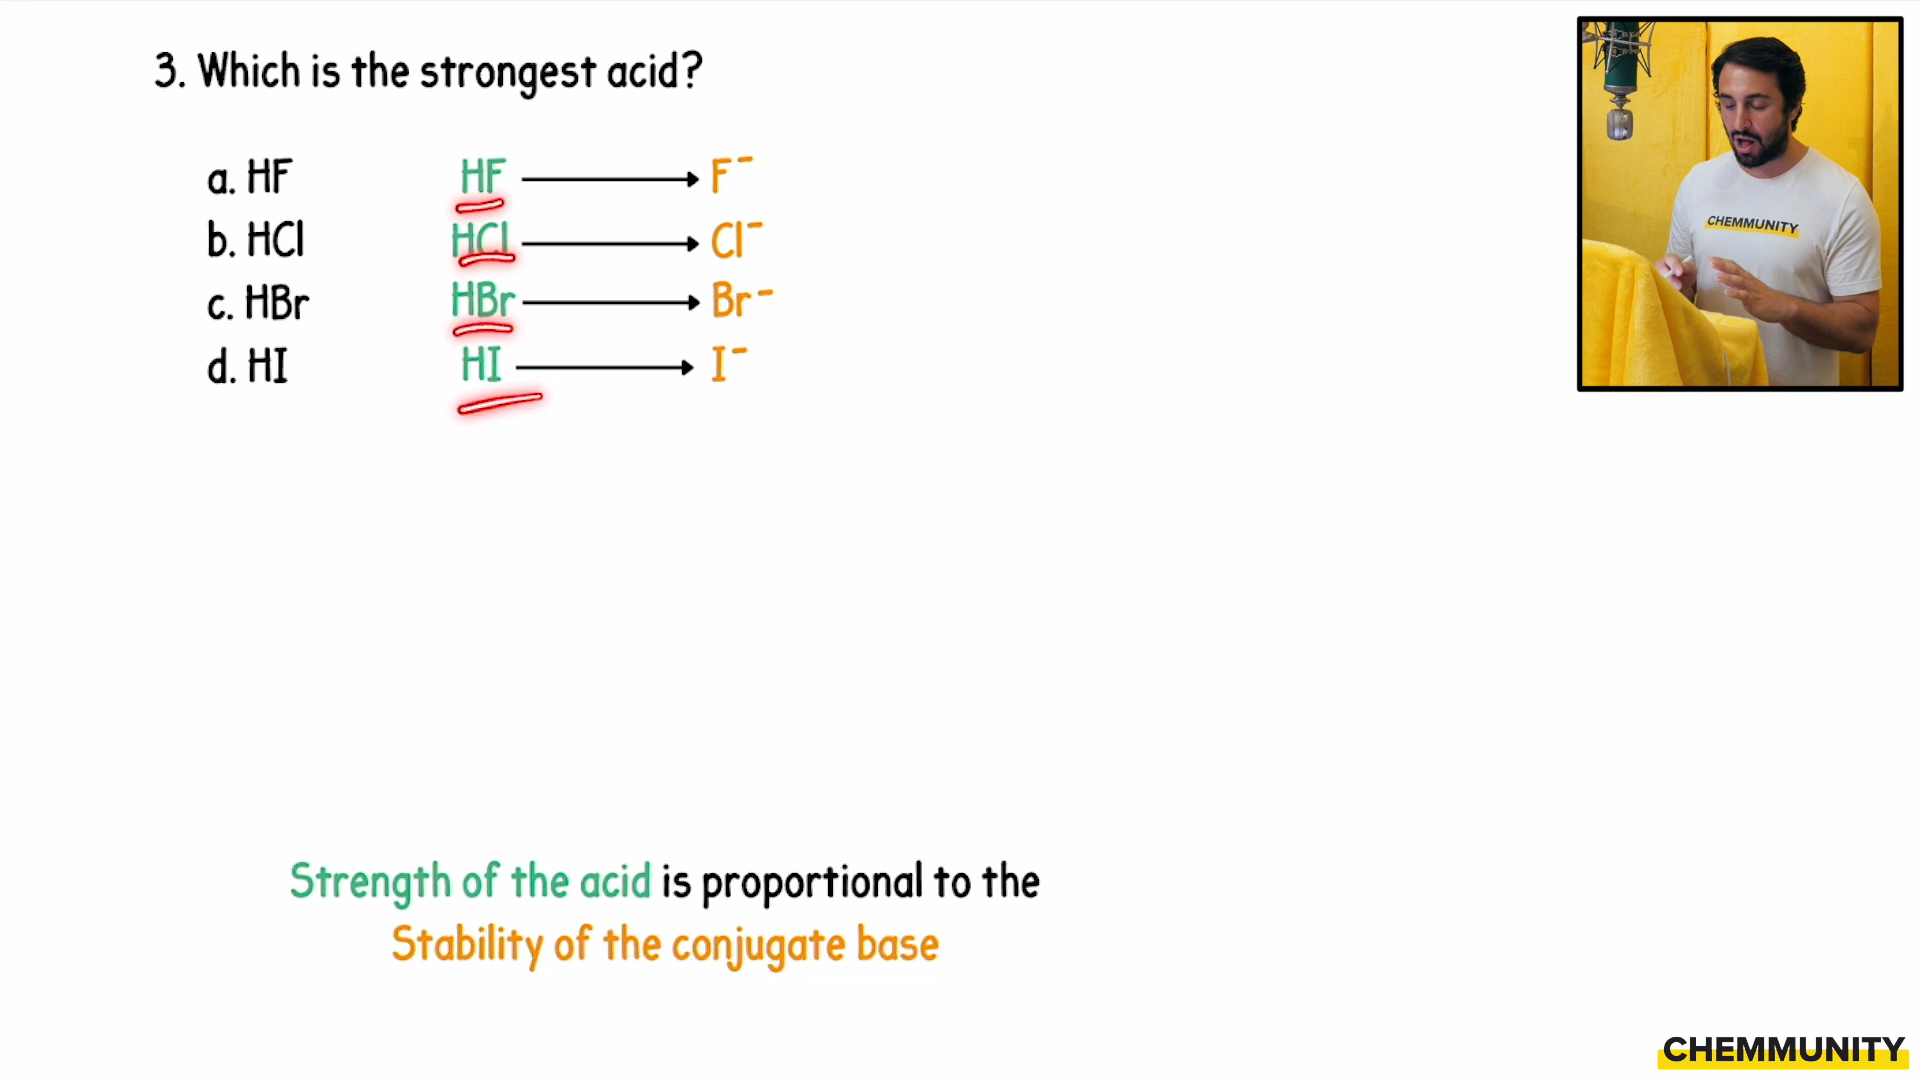 3. Which is the strongest acid?
a. HF
b. HCl
c. HBr
d. HI
HF → F⁻
HCl → Cl⁻
HBr → Br⁻
HI → I⁻
CHEMMUNITY
Strength of the acid is proportional to the
Stability of the conjugate base
CHEMMUNITY